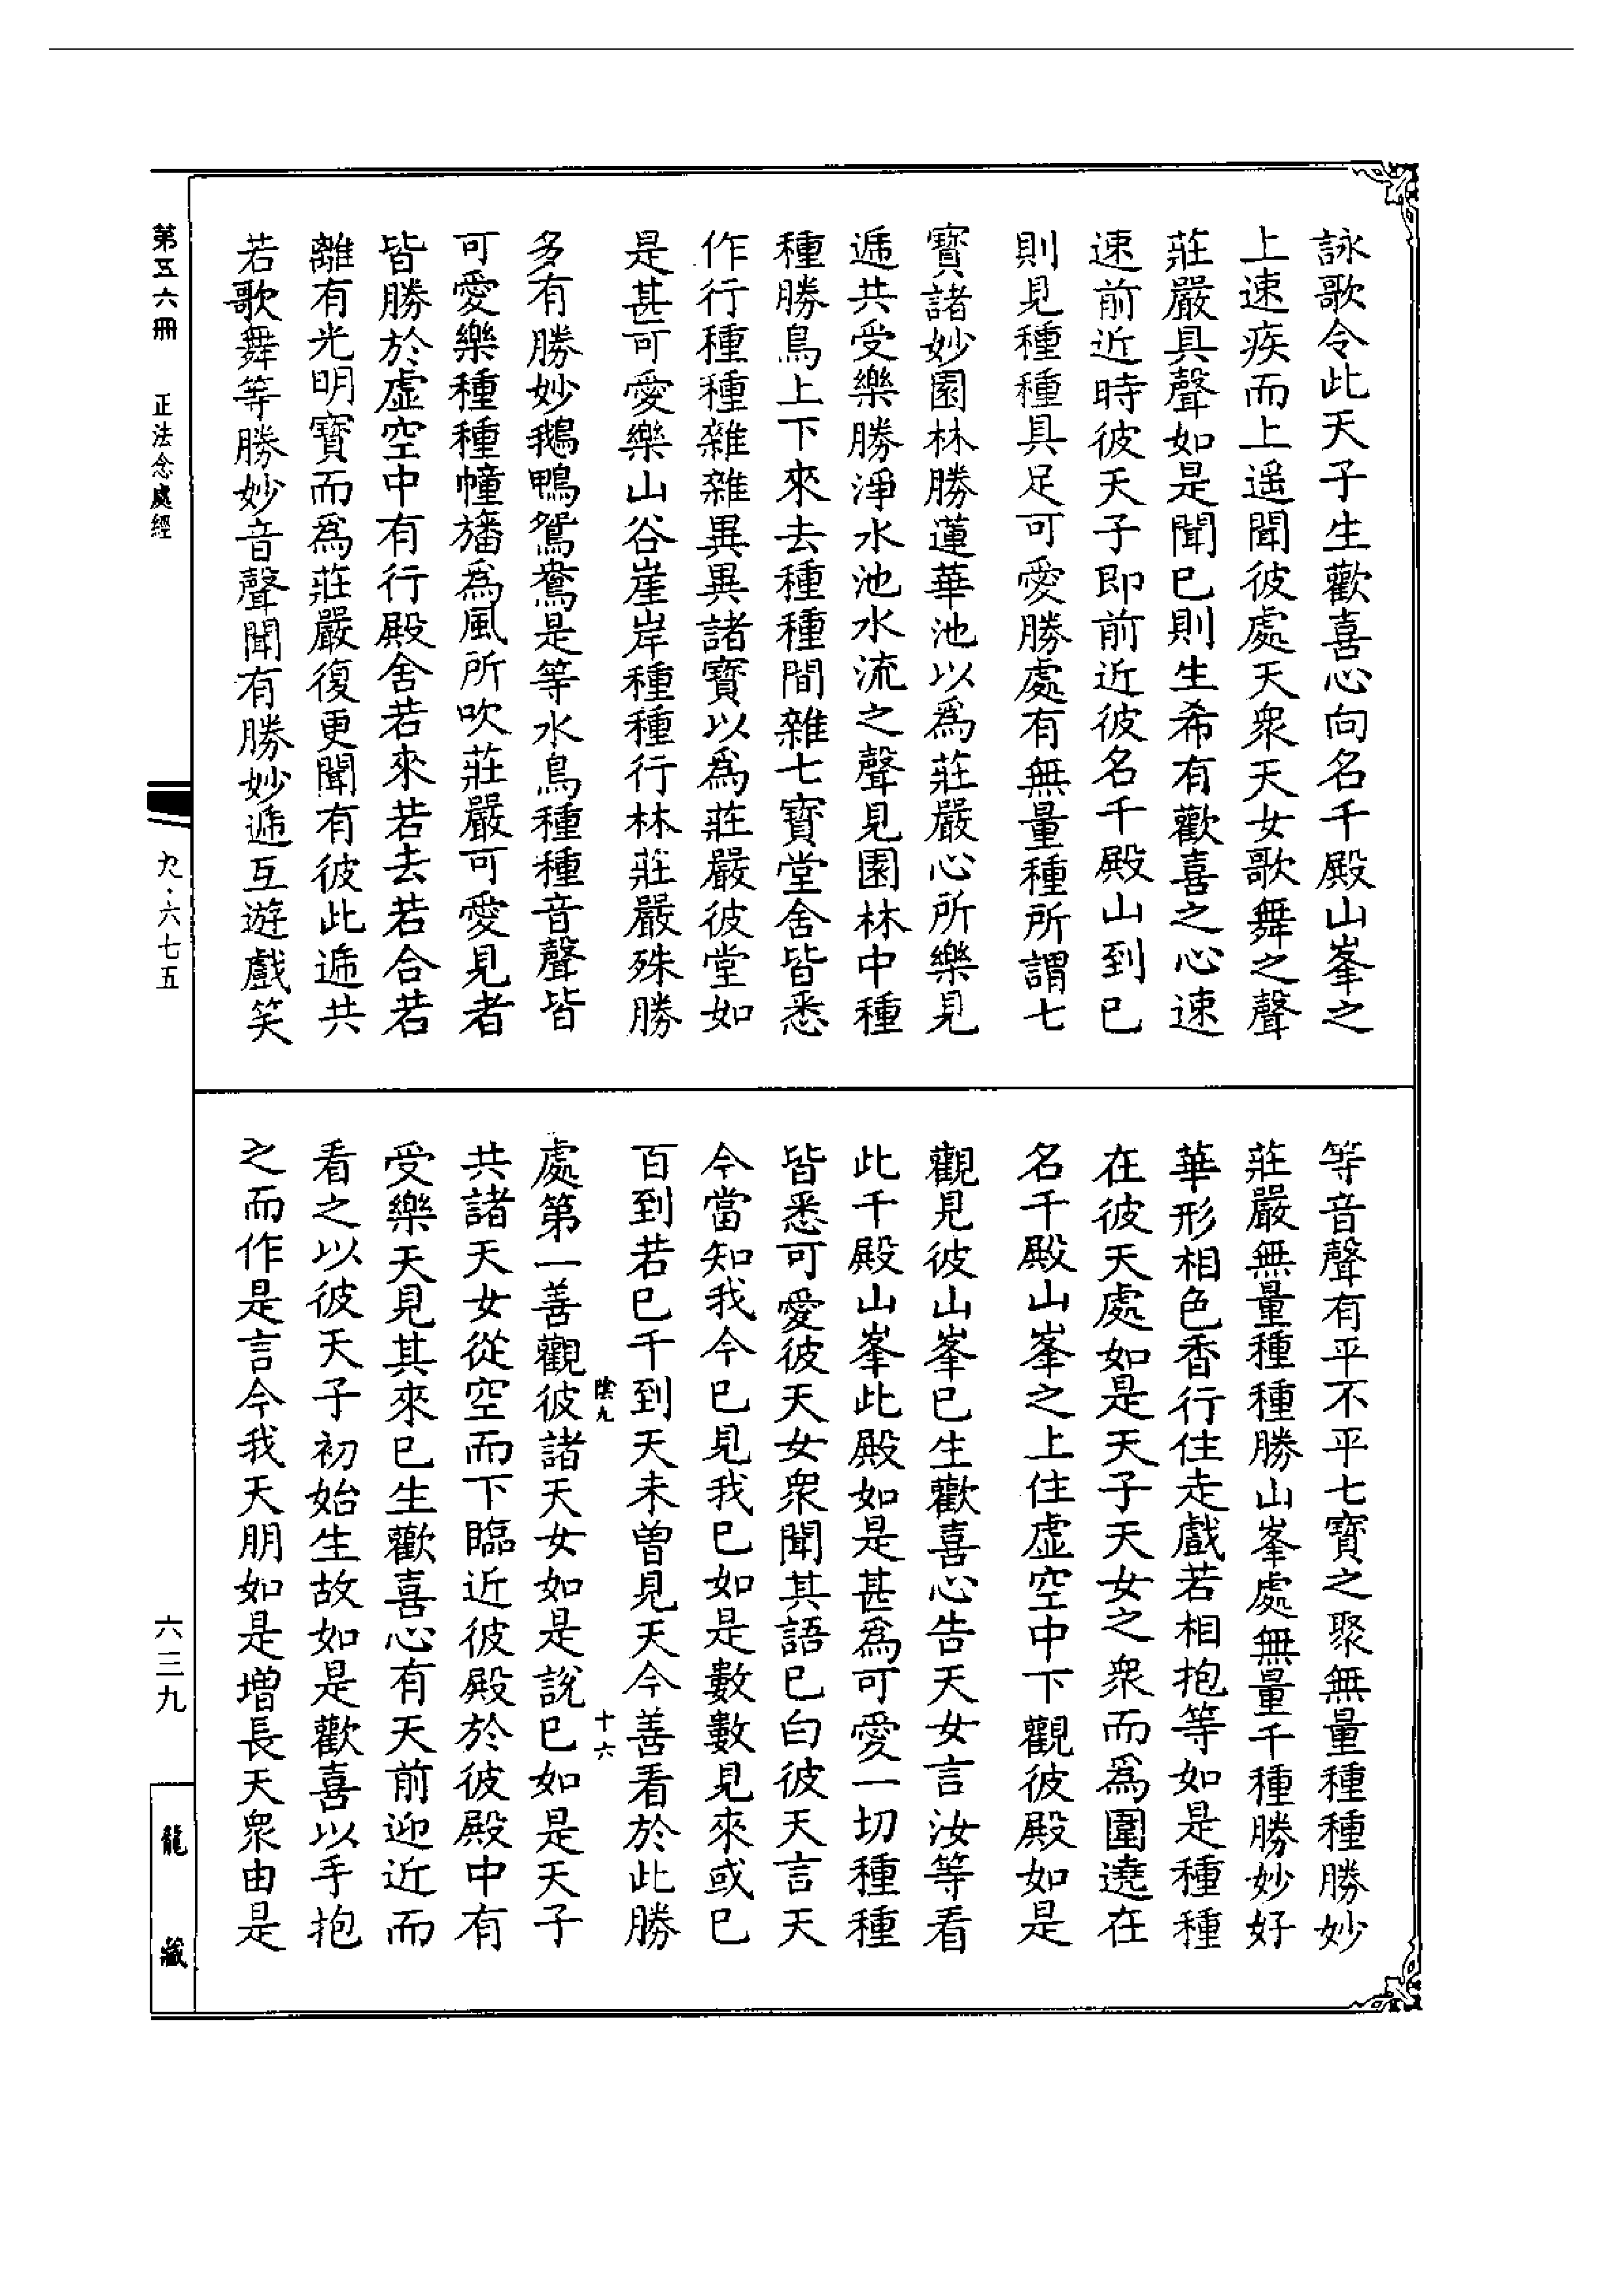 詠歌令此天子生歡喜心向名千殿山峯之
上速疾而上遥聞彼處天衆天女歌舞之聲
莊嚴具聲如是聞已則生希有歡喜之心速
速前近時彼天子即前近彼名千殿山到已
則見種種具足可愛勝處有無量種所謂七
寶諸妙園林勝蓮華池以爲莊嚴心所樂見
遞共受樂勝淨水池水流之聲見園林中種
種勝鳥上下來去種種間雜七寶堂舍皆悉
作行種種雜雜異異諸寶以爲莊嚴彼堂如
是甚可愛樂山谷崖岸種種行林莊嚴殊勝
多有勝妙鵝鴨鴛鴦是等水鳥種種音聲皆
可愛樂種種幢旛爲風所吹莊嚴可愛見者
皆勝於虚空中有行殿舍若來若去若合若
離有光明寶而爲莊嚴復更聞有彼此遞共
若歌舞等勝妙音聲聞有勝妙遞互遊戲笑
等音聲有平不平七寶之聚無量種種勝妙
莊嚴無量種種勝山峯處無量千種勝妙好
華形相色香行住走戲若相抱等如是種種
在彼天處如是天子天女之衆而爲圍遶在
名千殿山峯之上住虚空中下觀彼殿如是
觀見彼山峯已生歡喜心告天女言汝等看
此千殿山峯此殿如是甚爲可愛一切種種
皆悉可愛彼天女衆聞其語已白彼天言天
今當知我今已見我已如是數數見來或已
百到若已千到天未曾見天今善看於此勝
陰九
十六
處第一善觀彼諸天女如是說已如是天子
共諸天女從空而下臨近彼殿於彼殿中有
受樂天見其來已生歡喜心有天前迎近而
看之以彼天子初始生故如是歡喜以手抱
之而作是言今我天朋如是增長天衆由是
第五六冊
正法念處經
九·六七五
六三九
龍藏